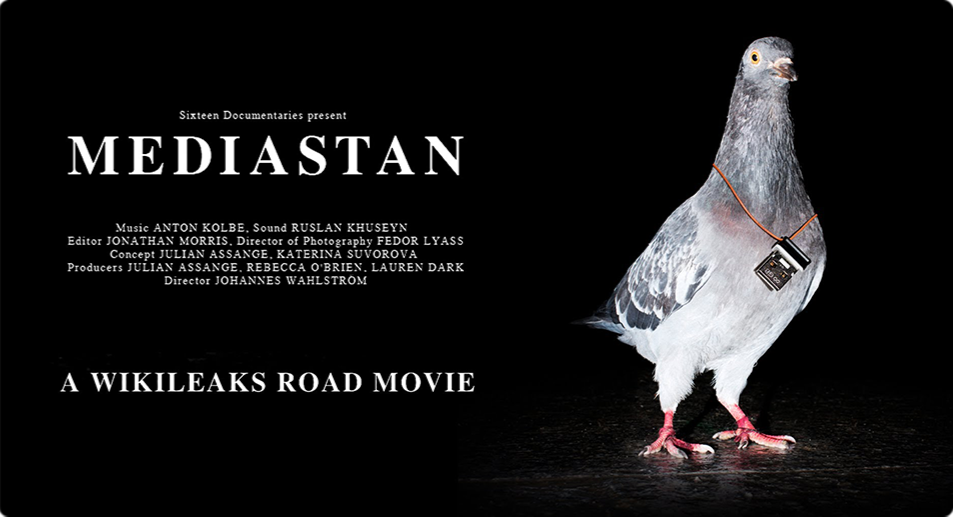 Sixteen Documentaries present
MEDIASTAN
Music ANTON KOLBE, Sound RUSLAN KHUSEYN
Editor JONATHAN MORRIS, Director of Photography FEDOR LYASS
Concept JULIAN ASSANGE, KATERINA SUVOROVA
Producers JULIAN ASSANGE, REBECCA O'BRIEN, LAUREN DARK
Director JOHANNES WAHLSTROM
A WIKILEAKS ROAD MOVIE